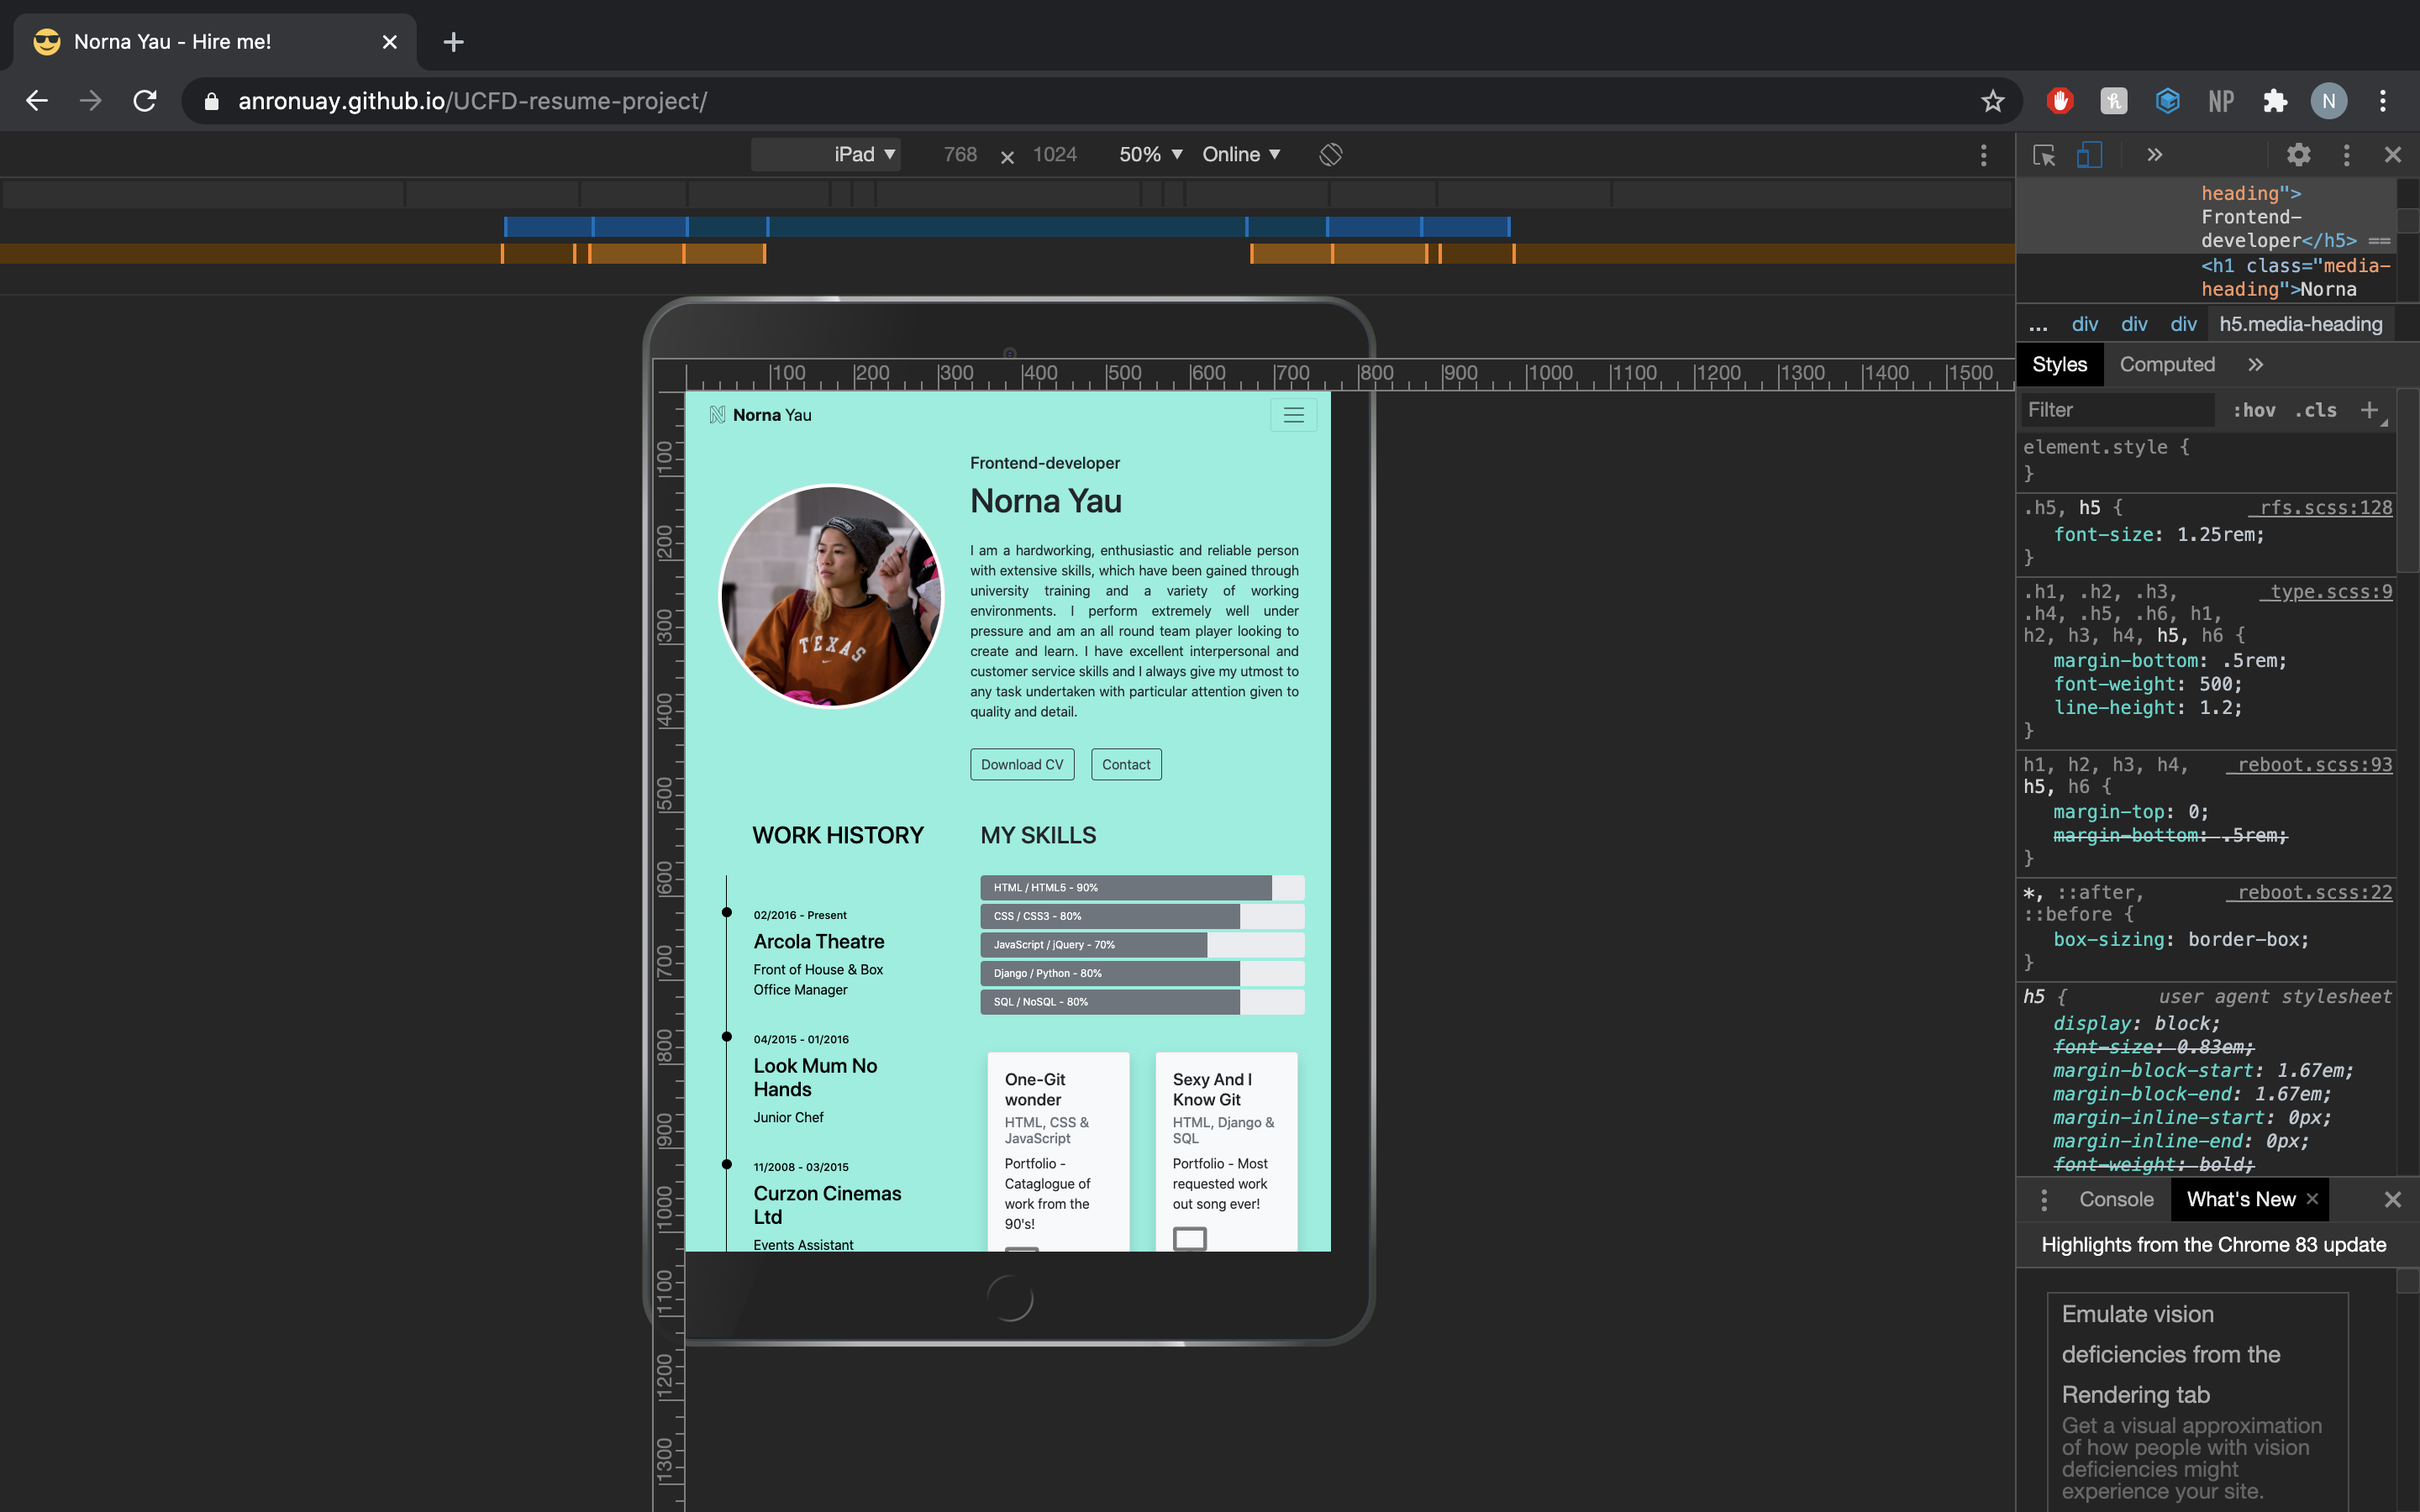 Norna Yau - Hire me!
anronuay.github.io/UCFD-resume-project/
NP
N
iPad ▼ 768 × 1024 50% ▼ Online ▼
100 200 300 400 500 600 700 800 900 1000 1100 1200 1300 1400 1500
100
200
300
400
500
600
700
800
900
1000
1100
1200
1300
Norna Yau
Frontend-developer
Norna Yau
TEXAS
I am a hardworking, enthusiastic and reliable person
with extensive skills, which have been gained through
university training and a variety of working
environments. I perform extremely well under
pressure and am an all round team player looking to
create and learn. I have excellent interpersonal and
customer service skills and I always give my utmost to
any task undertaken with particular attention given to
quality and detail.
Download CV
Contact
WORK HISTORY
02/2016 - Present
Arcola Theatre
Front of House & Box
Office Manager
04/2015 - 01/2016
Look Mum No
Hands
Junior Chef
11/2008 - 03/2015
Curzon Cinemas
Ltd
Events Assistant
MY SKILLS
HTML / HTML5 - 90%
CSS / CSS3 - 80%
JavaScript / jQuery - 70%
Django / Python - 80%
SQL / NoSQL - 80%
One-Git
wonder
HTML, CSS &
JavaScript
Portfolio -
Cataglogue of
work from the
90's!
Sexy And I
Know Git
HTML, Django &
SQL
Portfolio - Most
requested work
out song ever!
heading">
Frontend-
developer</h5> ==
<h1 class="media-
heading">Norna
... div div div h5.media-heading
Styles Computed »
Filter :hov .cls +
element.style {
}
.h5, h5 { _rfs.scss:128
font-size: 1.25rem;
}
.h1, .h2, .h3, _type.scss:9
.h4, .h5, .h6, h1,
h2, h3, h4, h5, h6 {
margin-bottom: .5rem;
font-weight: 500;
line-height: 1.2;
}
h1, h2, h3, h4, _reboot.scss:93
h5, h6 {
margin-top: 0;
margin-bottom: .5rem;
}
*, ::after, _reboot.scss:22
::before {
box-sizing: border-box;
}
h5 { user agent stylesheet
display: block;
font-size: 0.83em;
margin-block-start: 1.67em;
margin-block-end: 1.67em;
margin-inline-start: 0px;
margin-inline-end: 0px;
font-weight: bold;
Console What's New ×
Highlights from the Chrome 83 update
Emulate vision
deficiencies from the
Rendering tab
Get a visual approximation
of how people with vision
deficiencies might
experience your site.